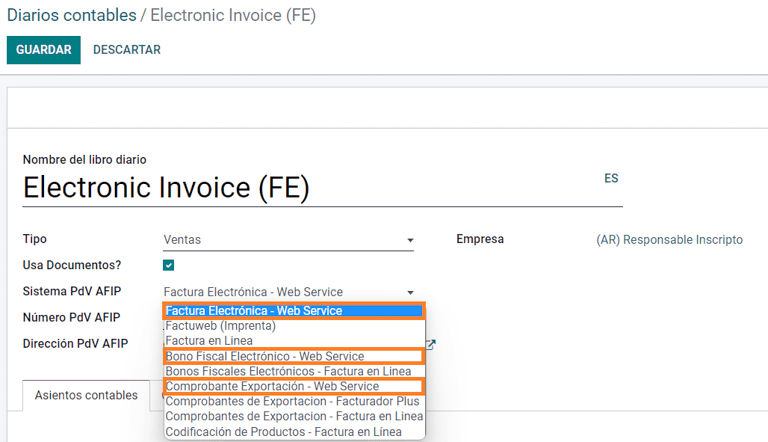 Diarios contables / Electronic Invoice (FE)
GUARDAR DESCARTAR
Nombre del libro diario
Electronic Invoice (FE) ES
Tipo Ventas Empresa (AR) Responsable Inscripto
Usa Documentos?
Sistema PdV AFIP Factura Electrónica - Web Service
Factura Electrónica - Web Service
Número PdV AFIP
Factuweb (Imprenta)
Factura en Linea
Dirección PdV AFIP
Bono Fiscal Electrónico - Web Service
Bonos Fiscales Electrónicos - Factura en Linea
Comprobante Exportación - Web Service
Asientos contables
Comprobantes de Exportacion - Facturador Plus
Comprobantes de Exportacion - Factura en Linea
Codificación de Productos - Factura en Línea